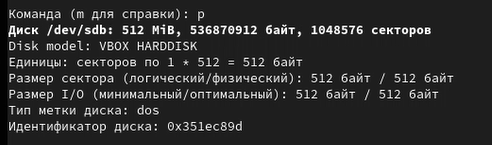 Команда (m для справки): p
Диск /dev/sdb: 512 MiB, 536870912 байт, 1048576 секторов
Disk model: VBOX HARDDISK
Единицы: секторов по 1 * 512 = 512 байт
Размер сектора (логический/физический): 512 байт / 512 байт
Размер I/O (минимальный/оптимальный): 512 байт / 512 байт
Тип метки диска: dos
Идентификатор диска: 0x351ec89d